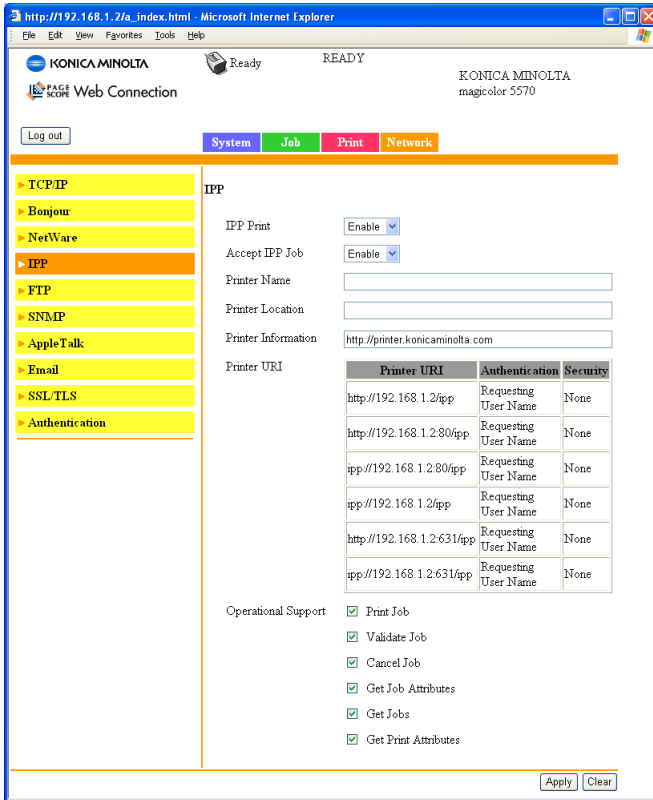 http://192.168.1.2/a_index.html - Microsoft Internet Explorer
File Edit View Favorites Tools Help
KONICA MINOLTA
Ready
READY
KONICA MINOLTA
magicolor 5570
PAGE SCOPE Web Connection
Log out
System Job Print Network
TCP/IP
Bonjour
NetWare
IPP
FTP
SNMP
AppleTalk
Email
SSL/TLS
Authentication
IPP
IPP Print Enable
Accept IPP Job Enable
Printer Name
Printer Location
Printer Information http://printer.konicaminolta.com
Printer URI
Printer URI Authentication Security
http://192.168.1.2/ipp Requesting User Name None
http://192.168.1.2:80/ipp Requesting User Name None
ipp://192.168.1.2:80/ipp Requesting User Name None
ipp://192.168.1.2/ipp Requesting User Name None
http://192.168.1.2:631/ipp Requesting User Name None
ipp://192.168.1.2:631/ipp Requesting User Name None
Operational Support
Print Job
Validate Job
Cancel Job
Get Job Attributes
Get Jobs
Get Print Attributes
Apply Clear